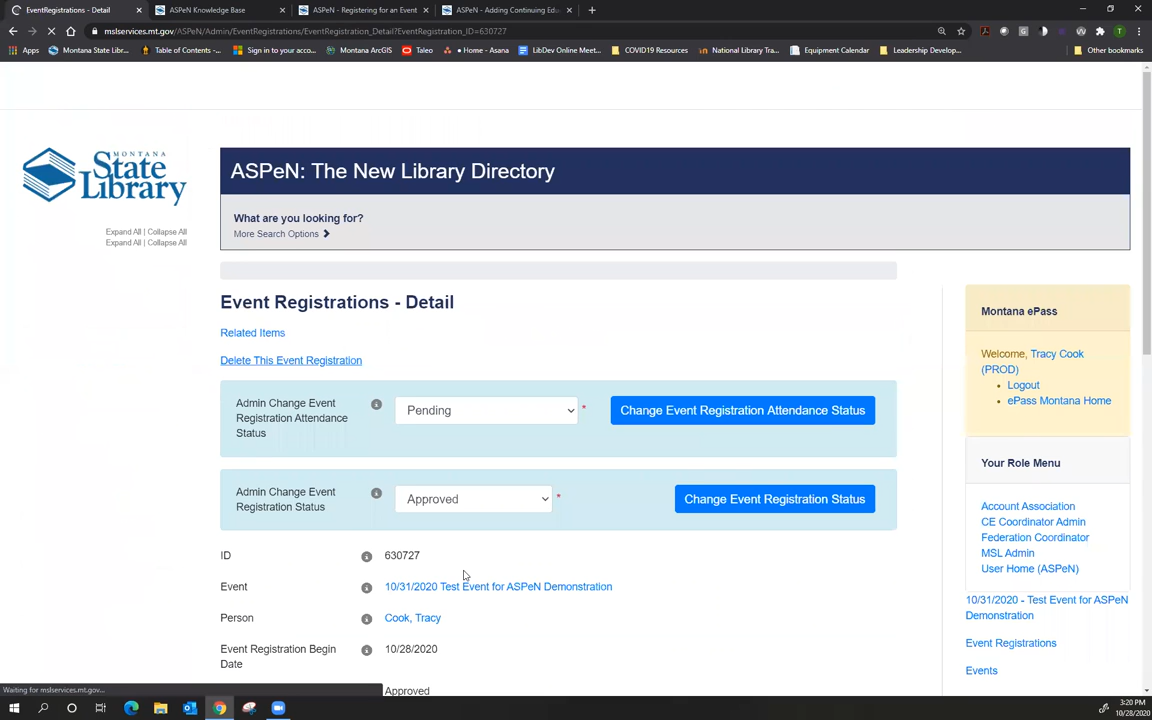 EventRegistrations - Detail
ASPeN Knowledge Base
ASPeN - Registering for an Event
ASPeN - Adding Continuing Edu
mslservices.mt.gov/ASPeN/Admin/EventRegistrations/EventRegistration_Detail?EventRegistration_ID=630727
Apps
Montana State Libr...
Table of Contents -...
Sign in to your acco...
Montana ArcGIS
Taleo
• Home - Asana
LibDev Online Meet...
COVID19 Resources
National Library Tra...
Equipment Calendar
Leadership Develop...
Other bookmarks
MONTANA
State
Library
Expand All | Collapse All
Expand All | Collapse All
ASPeN: The New Library Directory
What are you looking for?
More Search Options
Event Registrations - Detail
Related Items
Delete This Event Registration
Admin Change Event
Registration Attendance
Status
Pending
*
Change Event Registration Attendance Status
Admin Change Event
Registration Status
Approved
*
Change Event Registration Status
ID
630727
Event
10/31/2020 Test Event for ASPeN Demonstration
Person
Cook, Tracy
Event Registration Begin
Date
10/28/2020
Approved
Montana ePass
Welcome, Tracy Cook
(PROD)
• Logout
• ePass Montana Home
Your Role Menu
Account Association
CE Coordinator Admin
Federation Coordinator
MSL Admin
User Home (ASPeN)
10/31/2020 - Test Event for ASPeN
Demonstration
Event Registrations
Events
Waiting for mslservices.mt.gov...
3:20 PM
10/28/2020